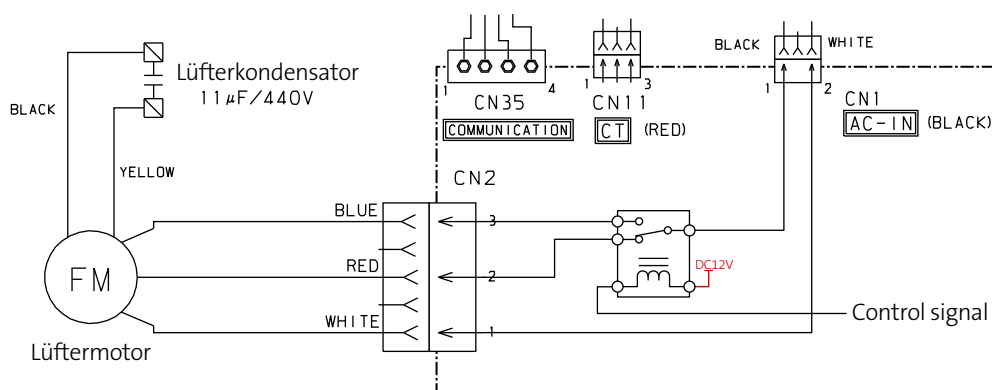 BLACK
WHITE
Lüfterkondensator
11μF/440V
BLACK
1
4
1
3
1
2
CN35
CN11
CN1
COMMUNICATION
CT (RED)
AC-IN (BLACK)
YELLOW
CN2
BLUE
3
FM
RED
2
DC12V
WHITE
1
Control signal
Lüftermotor